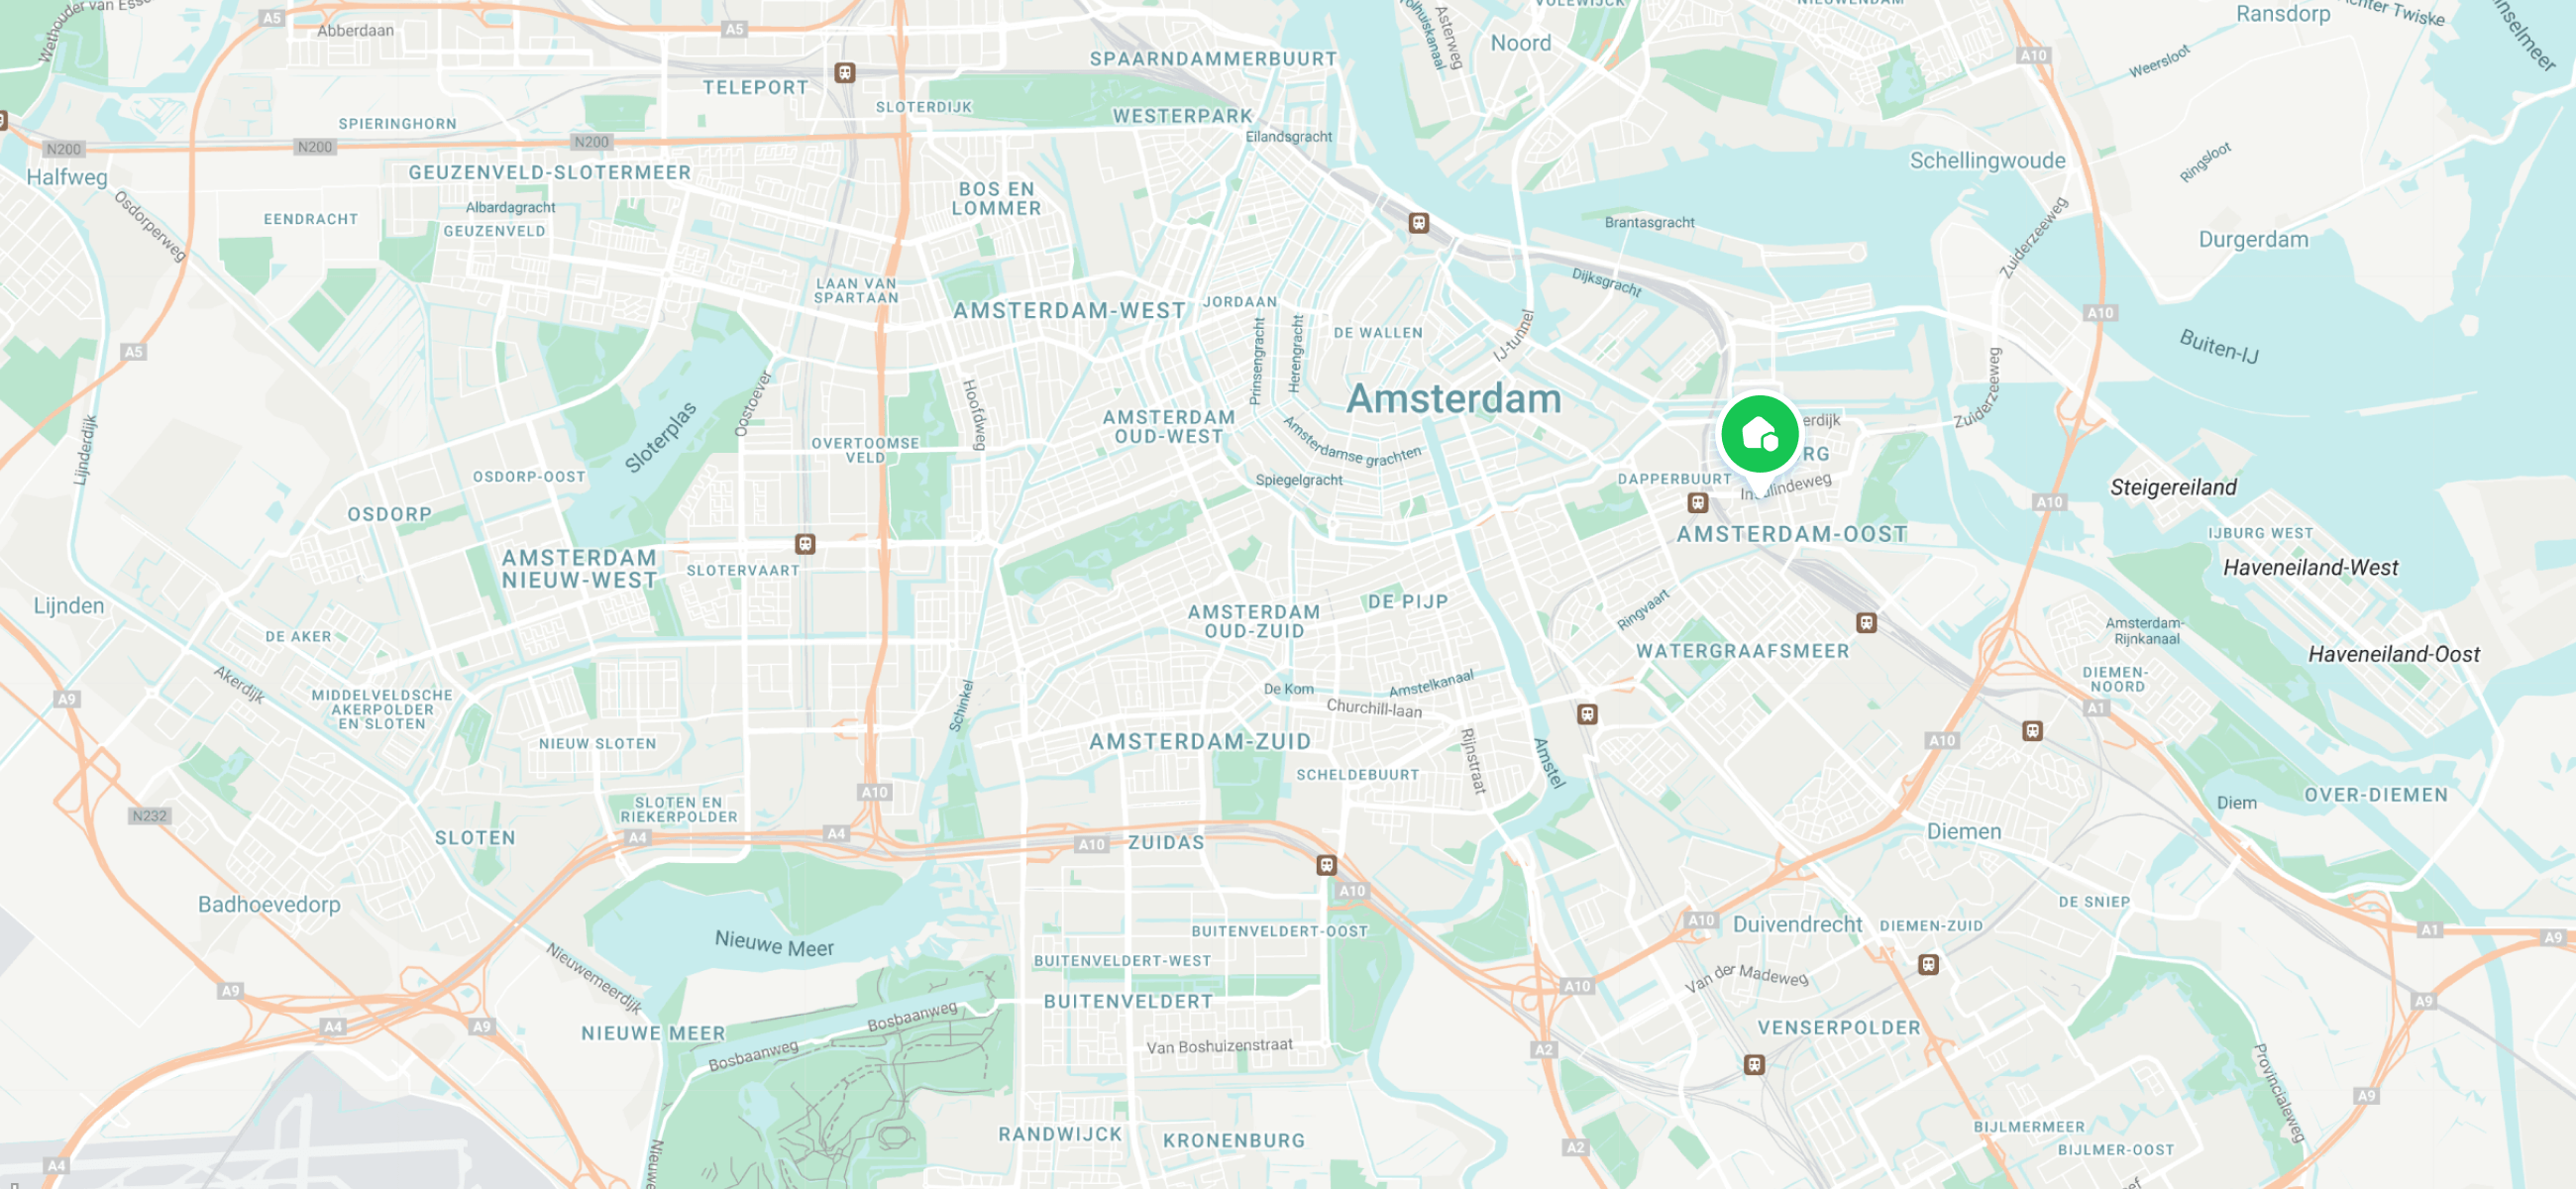 Wethouder van Esse
A5
Abberdaan
A5
TELEPORT
SLOTERDIJK
SPAARNDAMMERBUURT
WESTERPARK
Eilandsgracht
Asterweg
Noord
NIEUWENDAM
A10
Weersloot
Ransdorp
chter Twiske
SPIERINGHORN
N200
N200
N200
Halfweg
GEUZENVELD-SLOTERMEER
Albardagracht
EENDRACHT
GEUZENVELD
Osdorperweg
BOS EN
LOMMER
LAAN VAN
SPARTAAN
AMSTERDAM-WEST
JORDAAN
Prinsengracht
Herengracht
DE WALLEN
Brantasgracht
Dijksgracht
IJ-tunnel
Schellingwoude
Ringsloot
Zuiderzeeweg
Durgerdam
A10
Buiten-IJ
A5
Lijnderdijk
Sloterplas
Oostoever
Hoofdweg
AMSTERDAM
OUD-WEST
Amsterdam
Amsterdamse grachten
Spiegelgracht
OVERTOOMSE
VELD
OSDORP-OOST
OSDORP
DAPPERBUURT
erdijk
RG
Zuiderzeeweg
A10
Steigereiland
AMSTERDAM-OOST
IJBURG WEST
Haveneiland-West
AMSTERDAM
NIEUW-WEST
SLOTERVAART
Lijnden
DE AKER
AMSTERDAM
OUD-ZUID
DE PIJP
Ringvaart
WATERGRAAFSMEER
Amsterdam-
Rijnkanaal
Haveneiland-Oost
DIEMEN-
NOORD
A1
Akerdijk
A9
MIDDELVELDSCHE
AKERPOLDER
EN SLOTEN
NIEUW SLOTEN
Schinkel
De Kom
Amstelkanaal
Churchill-laan
AMSTERDAM-ZUID
Rijnstraat
Amstel
SCHELDEBUURT
A10
OVER-DIEMEN
Diem
Diemen
N232
SLOTEN EN
RIEKERPOLDER
A10
SLOTEN
A4
A4
A10
ZUIDAS
A10
Badhoevedorp
Nieuwe Meer
BUITENVELDERT-OOST
BUITENVELDERT-WEST
A10
Duivendrecht
DIEMEN-ZUID
DE SNIEP
A1
A9
Nieuwemeerdijk
A9
A4
A9
NIEUWE MEER
Bosbaanweg
Bosbaanweg
BUITENVELDERT
Van Boshuizenstraat
A10
Van der Madeweg
VENSERPOLDER
A2
A9
Provincialeweg
A9
RANDWIJCK
KRONENBURG
A2
BIJLMERMEER
BIJLMER-OOST
A4
Nieuwe